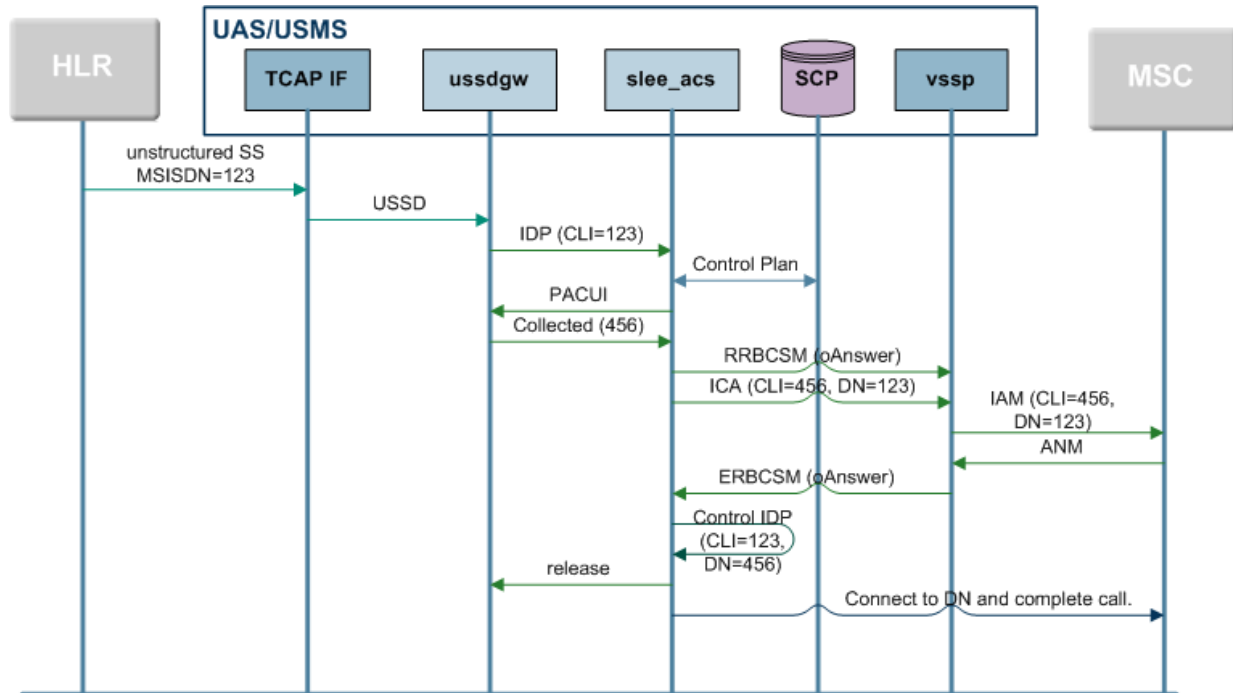 UAS/USMS
HLR
TCAP IF
ussdgw
slee_acs
SCP
vssp
MSC
unstructured SS
MSISDN=123
USSD
IDP (CLI=123)
Control Plan
PACUI
Collected (456)
RRBCSM (oAnswer)
ICA (CLI=456, DN=123)
IAM (CLI=456,
DN=123)
ANM
ERBCSM (oAnswer)
Control IDP
(CLI=123,
DN=456)
release
Connect to DN and complete call.